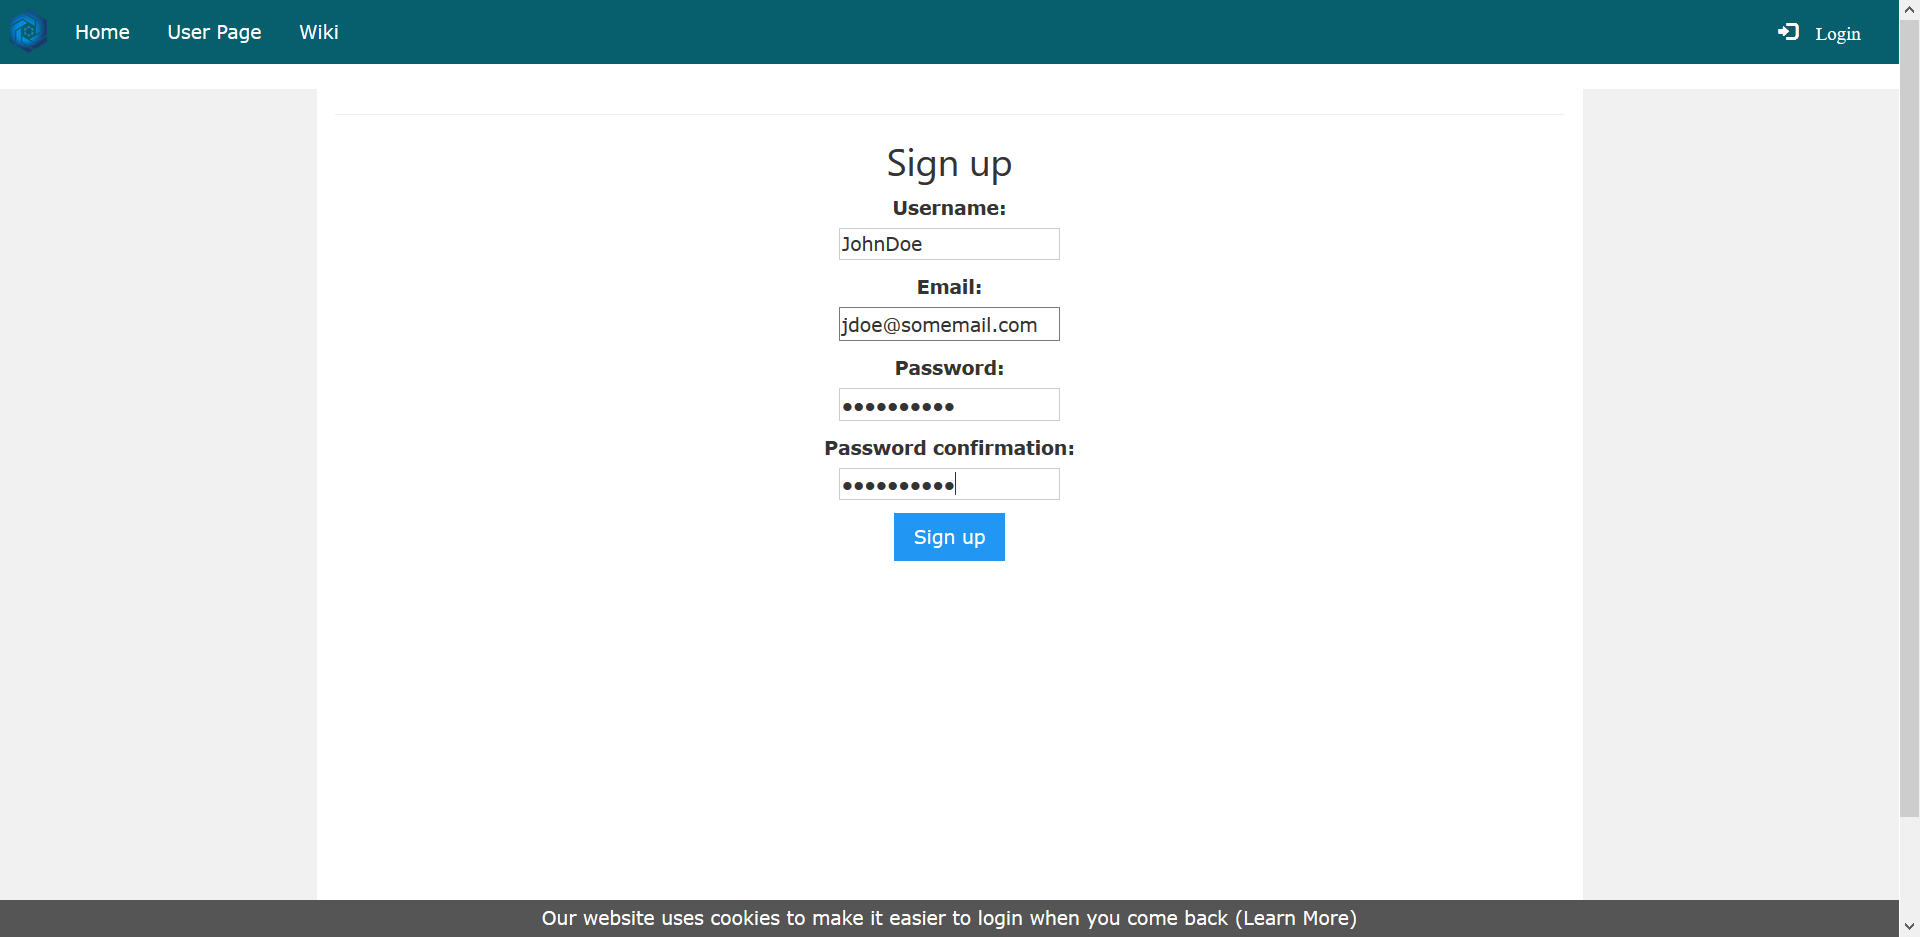 Home User Page Wiki Login
Sign up
Username:
JohnDoe
Email:
jdoe@somemail.com
Password:
●●●●●●●●●●
Password confirmation:
●●●●●●●●●●
Sign up
Our website uses cookies to make it easier to login when you come back (Learn More)